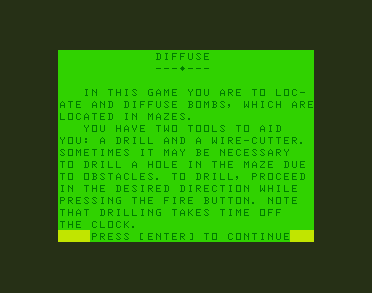 DIFFUSE
---◆---
IN THIS GAME YOU ARE TO LOC-
ATE AND DIFFUSE BOMBS, WHICH ARE
LOCATED IN MAZES.
YOU HAVE TWO TOOLS TO AID
YOU: A DRILL AND A WIRE-CUTTER.
SOMETIMES IT MAY BE NECESSARY
TO DRILL A HOLE IN THE MAZE DUE
TO OBSTACLES. TO DRILL, PROCEED
IN THE DESIRED DIRECTION WHILE
PRESSING THE FIRE BUTTON. NOTE
THAT DRILLING TAKES TIME OFF
THE CLOCK.
PRESS [ENTER] TO CONTINUE